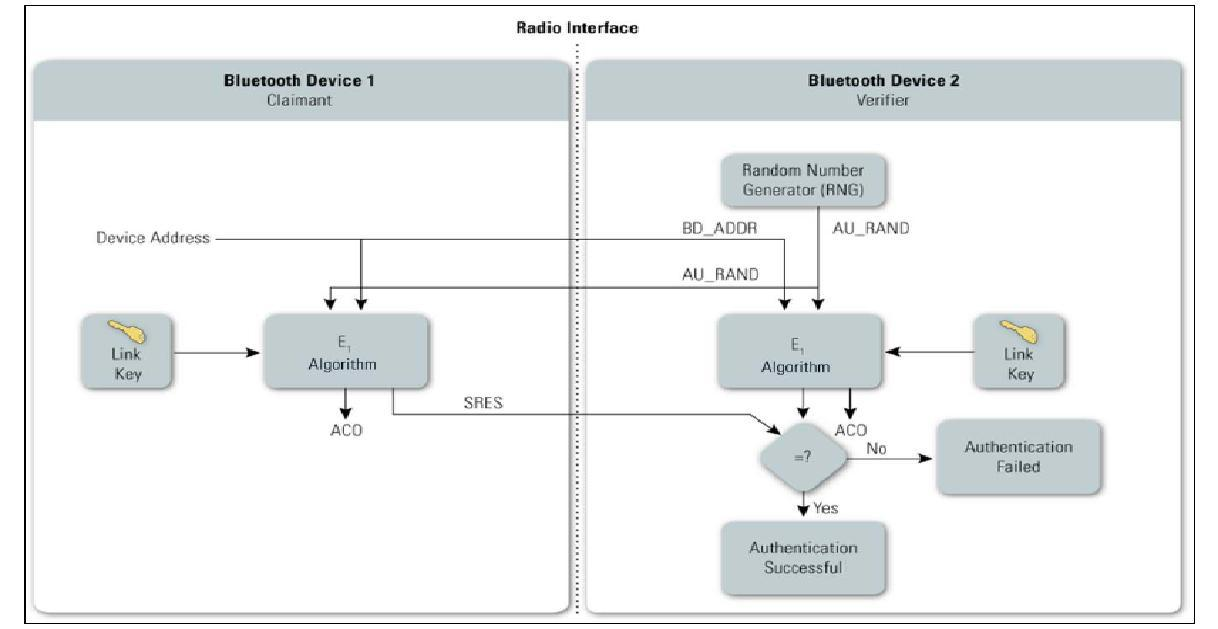 Radio Interface
Bluetooth Device 1
Claimant
Bluetooth Device 2
Verifier
Random Number
Generator (RNG)
Device Address
BD_ADDR
AU_RAND
AU_RAND
Link
Key
E1
Algorithm
E1
Algorithm
Link
Key
SRES
ACO
ACO
=?
No
Authentication
Failed
Yes
Authentication
Successful